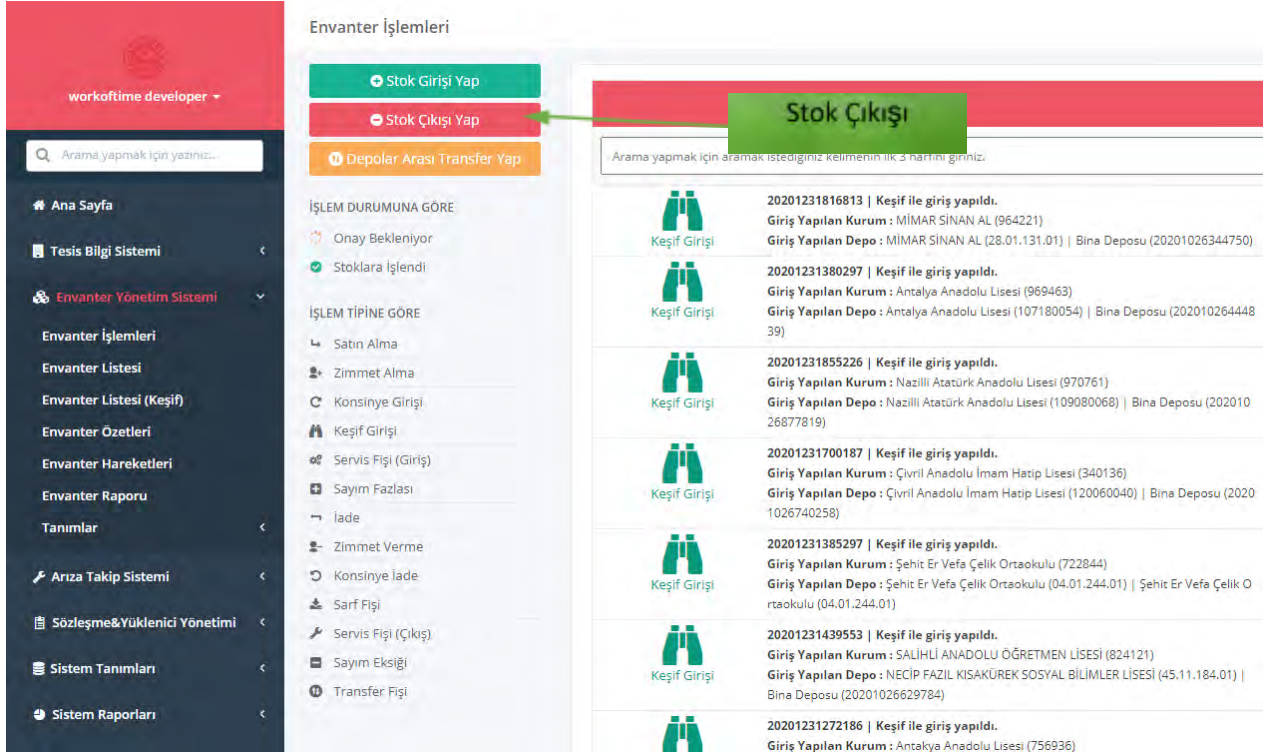 Envanter İşlemleri
workoftime developer
Arama yapmak için yazınız...
Ana Sayfa
Tesis Bilgi Sistemi
Envanter Yönetim Sistemi
Envanter İşlemleri
Envanter Listesi
Envanter Listesi (Keşif)
Envanter Özetleri
Envanter Hareketleri
Envanter Raporu
Tanımlar
Arıza Takip Sistemi
Sözleşme&Yüklenici Yönetimi
Sistem Tanımları
Sistem Raporları
Stok Girişi Yap
Stok Çıkışı Yap
Depolar Arası Transfer Yap
İŞLEM DURUMUNA GÖRE
Onay Bekleniyor
Stoklara İşlendi
İŞLEM TİPİNE GÖRE
Satın Alma
Zimmet Alma
Konsinye Girişi
Keşif Girişi
Servis Fişi (Giriş)
Sayım Fazlası
İade
Zimmet Verme
Konsinye İade
Sarf Fişi
Servis Fişi (Çıkış)
Sayım Eksiği
Transfer Fişi
Stok Çıkışı
Arama yapmak için aramak istediğiniz kelimenin ilk 3 harfini giriniz.
Keşif Girişi
20201231816813 | Keşif ile giriş yapıldı.
Giriş Yapılan Kurum : MİMAR SİNAN AL (964221)
Giriş Yapılan Depo : MİMAR SİNAN AL (28.01.131.01) | Bina Deposu (20201026344750)
Keşif Girişi
20201231380297 | Keşif ile giriş yapıldı.
Giriş Yapılan Kurum : Antalya Anadolu Lisesi (969463)
Giriş Yapılan Depo : Antalya Anadolu Lisesi (107180054) | Bina Deposu (202010264448
39)
Keşif Girişi
20201231855226 | Keşif ile giriş yapıldı.
Giriş Yapılan Kurum : Nazilli Atatürk Anadolu Lisesi (970761)
Giriş Yapılan Depo : Nazilli Atatürk Anadolu Lisesi (109080068) | Bina Deposu (202010
26877819)
Keşif Girişi
20201231700187 | Keşif ile giriş yapıldı.
Giriş Yapılan Kurum : Çivril Anadolu İmam Hatip Lisesi (340136)
Giriş Yapılan Depo : Çivril Anadolu İmam Hatip Lisesi (120060040) | Bina Deposu (2020
1026740258)
Keşif Girişi
20201231385297 | Keşif ile giriş yapıldı.
Giriş Yapılan Kurum : Şehit Er Vefa Çelik Ortaokulu (722844)
Giriş Yapılan Depo : Şehit Er Vefa Çelik Ortaokulu (04.01.244.01) | Şehit Er Vefa Çelik O
rtaokulu (04.01.244.01)
Keşif Girişi
20201231439553 | Keşif ile giriş yapıldı.
Giriş Yapılan Kurum : SALİHLİ ANADOLU ÖĞRETMEN LİSESİ (824121)
Giriş Yapılan Depo : NECİP FAZIL KISAKÜREK SOSYAL BİLİMLER LİSESİ (45.11.184.01) |
Bina Deposu (20201026629784)
20201231272186 | Keşif ile giriş yapıldı.
Giriş Yapılan Kurum : Antakya Anadolu Lisesi (756936)